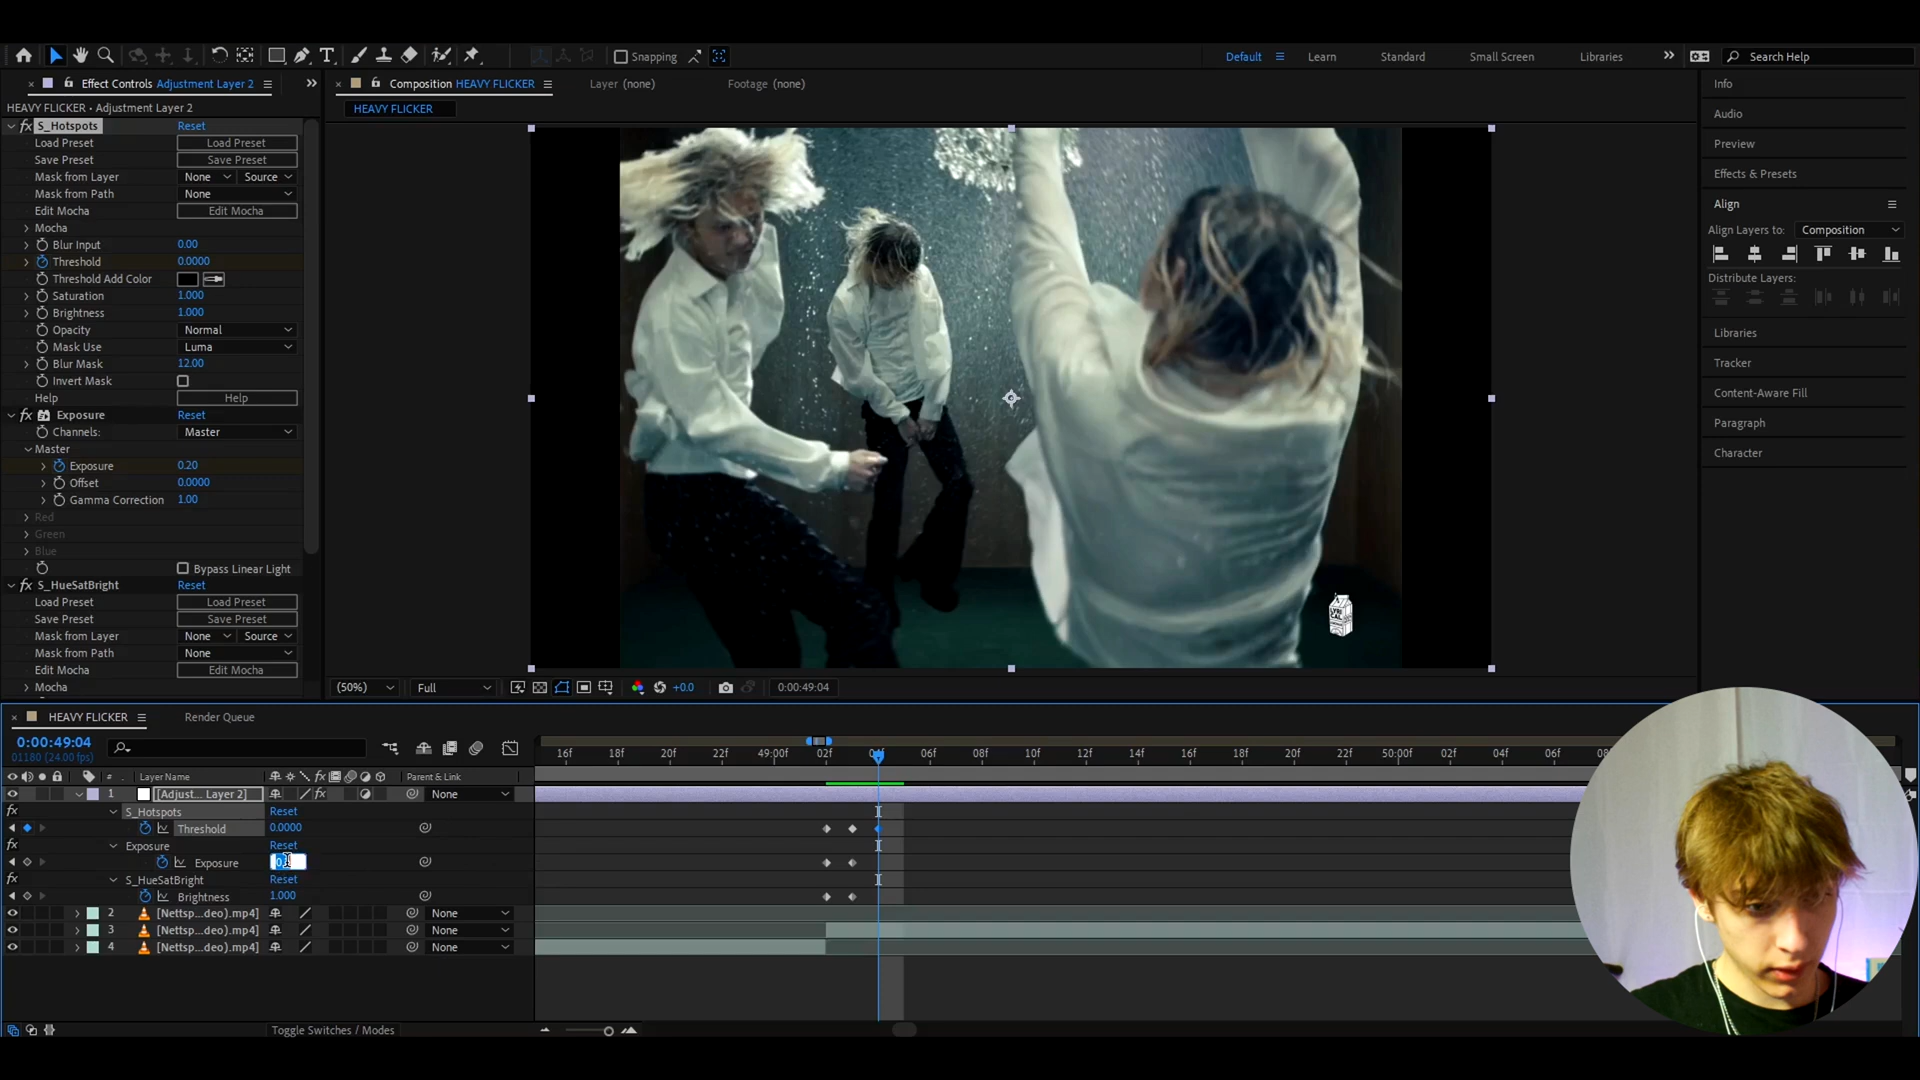 Snapping
Default
Learn
Standard
Small Screen
Libraries
Search Help
Effect Controls Adjustment Layer 2
Composition HEAVY FLICKER
Layer (none)
Footage (none)
HEAVY FLICKER • Adjustment Layer 2
HEAVY FLICKER
fx S_Hotspots Reset
Load Preset Load Preset
Save Preset Save Preset
Mask from Layer None Source
Mask from Path None
Edit Mocha Edit Mocha
Mocha
Blur Input 0.00
Threshold 0.0000
Threshold Add Color
Saturation 1.000
Brightness 1.000
Opacity Normal
Mask Use Luma
Blur Mask 12.00
Invert Mask
Help Help
fx Exposure Reset
Channels: Master
Master
Exposure 0.20
Offset 0.0000
Gamma Correction 1.00
Red
Green
Blue
Bypass Linear Light
fx S_HueSatBright Reset
Load Preset Load Preset
Save Preset Save Preset
Mask from Layer None Source
Mask from Path None
Edit Mocha Edit Mocha
Mocha
Info
Audio
Preview
Effects & Presets
Align
Align Layers to: Composition
Distribute Layers:
Libraries
Tracker
Content-Aware Fill
Paragraph
Character
(50%) Full +0.0 0:00:49:04
HEAVY FLICKER
Render Queue
0:00:49:04
01180 (24.00 fps)
16f 18f 20f 22f 49:00f 02f 04f 06f 08f 10f 12f 14f 16f 18f 20f 22f 50:00f 02f 04f 06f
# Layer Name fx Parent & Link
1 [Adjust... Layer 2] fx None
fx S_Hotspots Reset
Threshold 0.0000
fx Exposure Reset
Exposure
fx S_HueSatBright Reset
Brightness 1.000
2 [Nettsp...deo).mp4] None
3 [Nettsp...deo).mp4] None
4 [Nettsp...deo).mp4] None
Toggle Switches / Modes